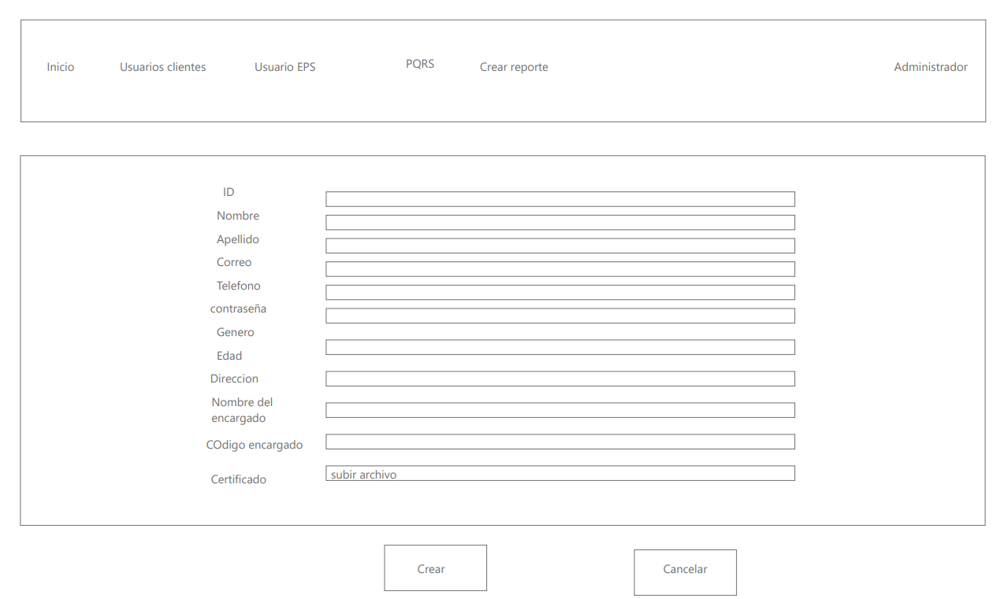 Inicio
Usuarios clientes
Usuario EPS
PQRS
Crear reporte
Administrador
ID
Nombre
Apellido
Correo
Telefono
contraseña
Genero
Edad
Direccion
Nombre del
encargado
COdigo encargado
Certificado
subir archivo
Crear
Cancelar